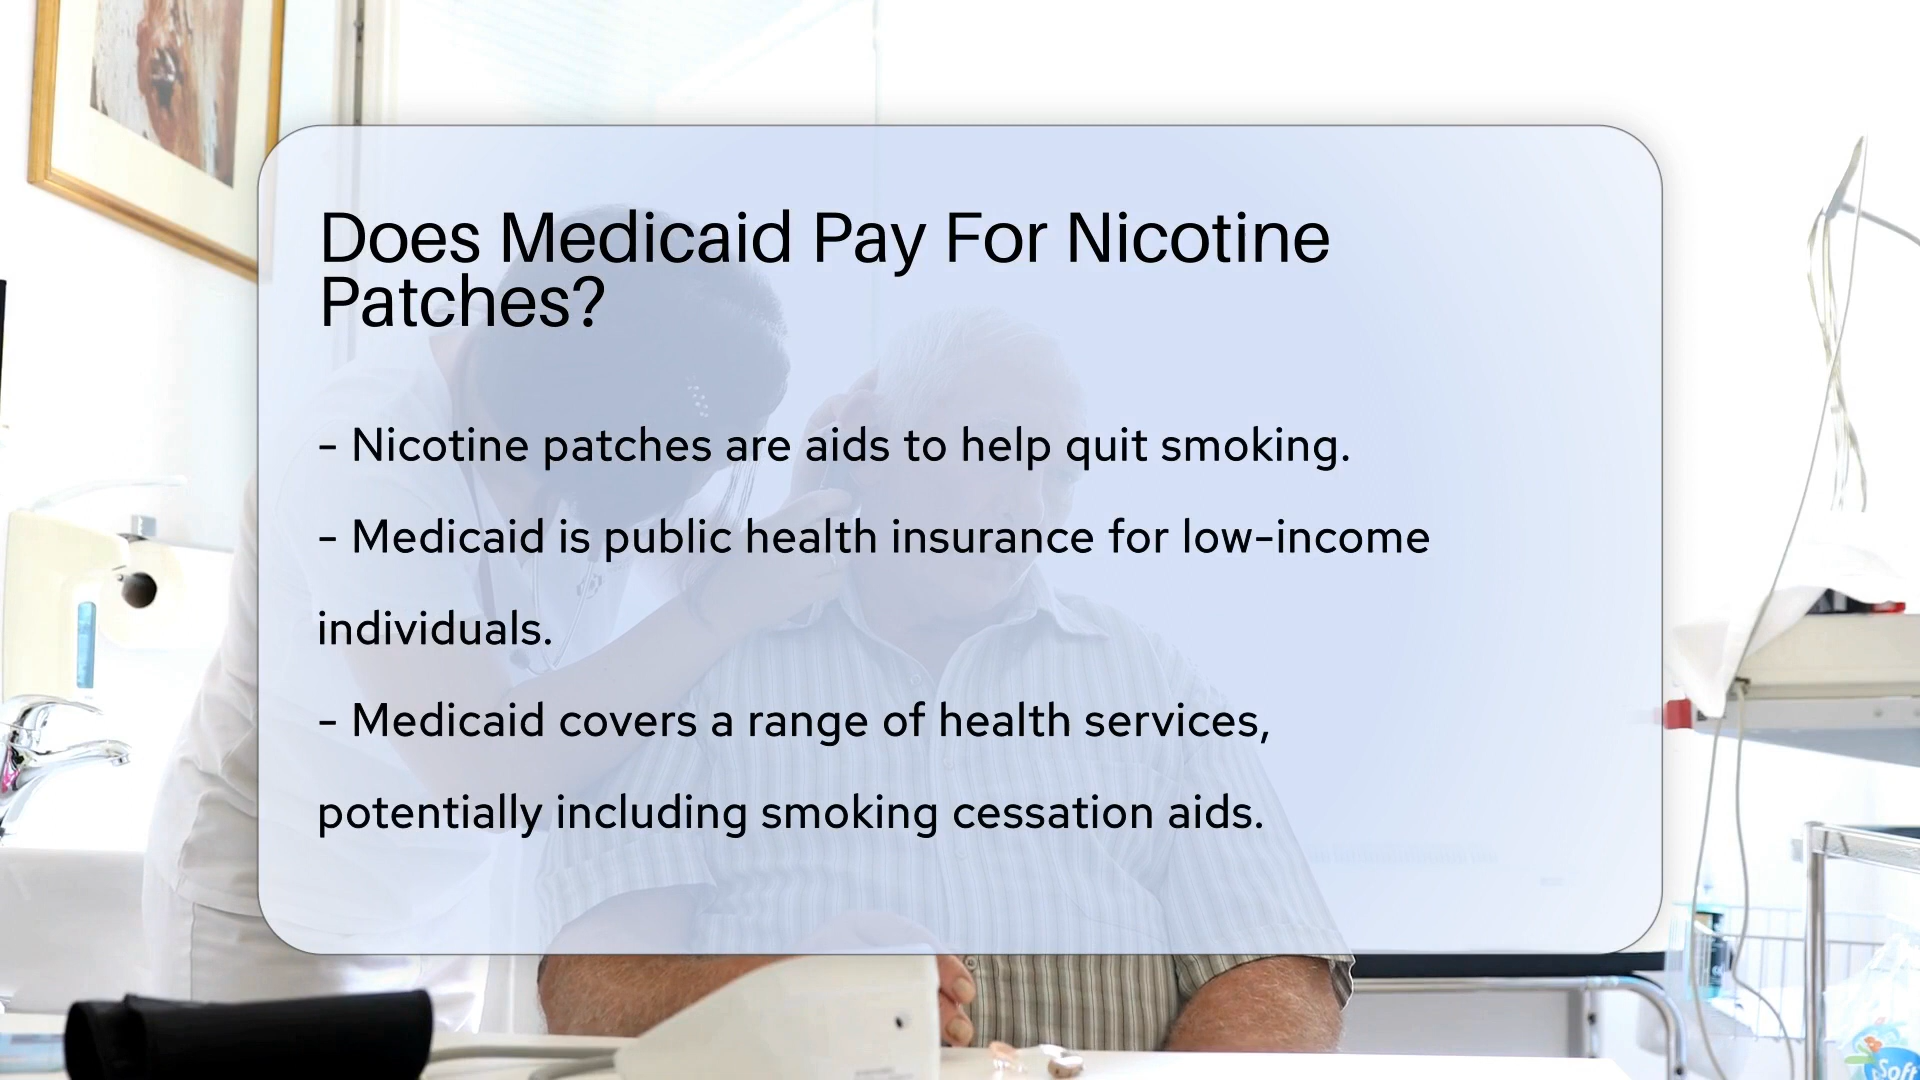 Does Medicaid Pay For Nicotine
Patches?
- Nicotine patches are aids to help quit smoking.
- Medicaid is public health insurance for low-income
individuals.
- Medicaid covers a range of health services,
potentially including smoking cessation aids.
Soft